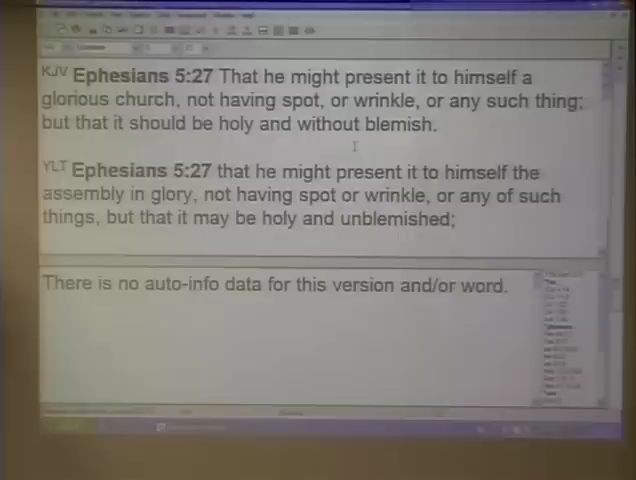 KJV Ephesians 5:27 That he might present it to himself a
glorious church, not having spot, or wrinkle, or any such thing;
but that it should be holy and without blemish.
YLT Ephesians 5:27 that he might present it to himself the
assembly in glory, not having spot or wrinkle, or any of such
things, but that it may be holy and unblemished;
There is no auto-info data for this version and/or word.